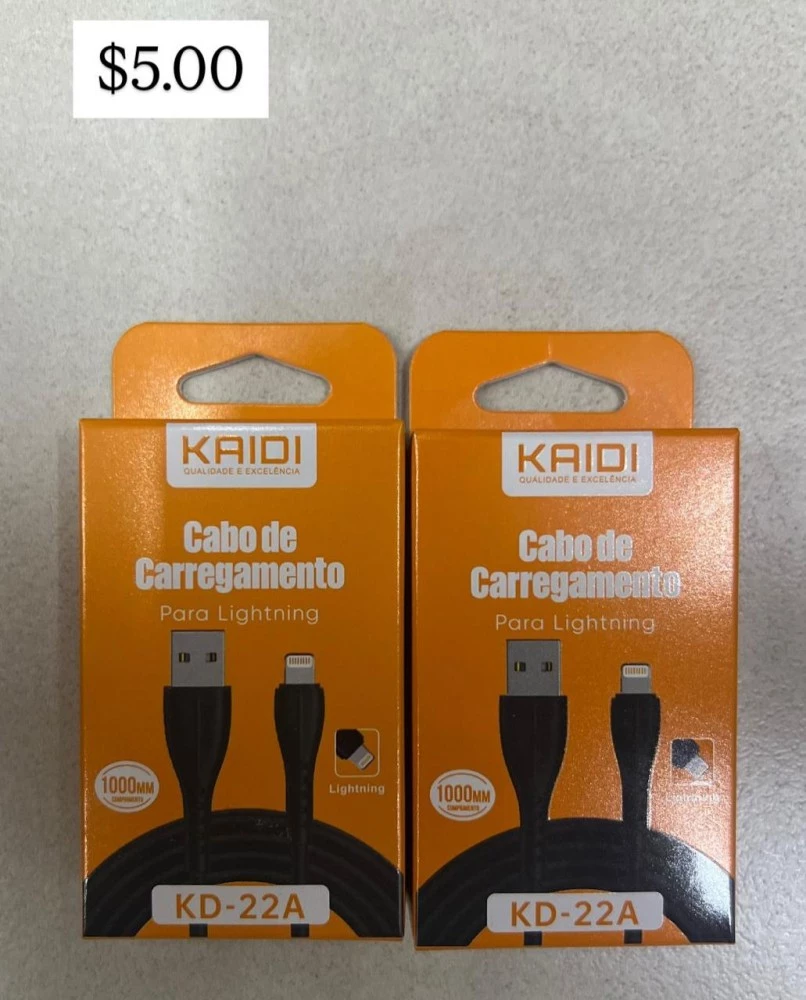 $5.00
KAIDI
QUALIDADE E EXCELÊNCIA
Cabo de
Carregamento
Para Lightning
Lightning
1000MM
COMPRIMENTO
KD-22A
KAIDI
QUALIDADE E EXCELÊNCIA
Cabo de
Carregamento
Para Lightning
Lightning
1000MM
COMPRIMENTO
KD-22A